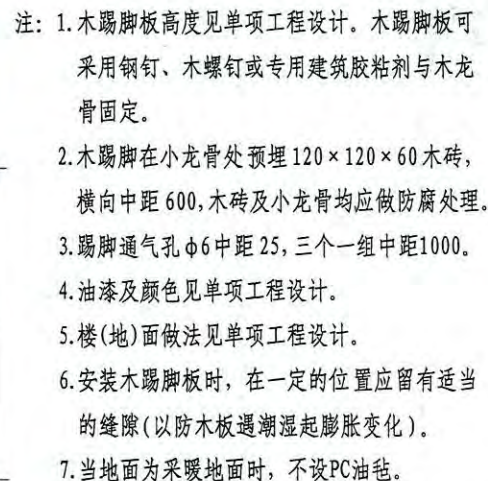 注: 1.木踢脚板高度见单项工程设计。木踢脚板可
采用钢钉、木螺钉或专用建筑胶粘剂与木龙
骨固定。
2.木踢脚在小龙骨处预埋120×120×60木砖,
横向中距600,木砖及小龙骨均应做防腐处理。
3.踢脚通气孔ф6中距25,三个一组中距1000。
4.油漆及颜色见单项工程设计。
5.楼(地)面做法见单项工程设计。
6.安装木踢脚板时，在一定的位置应留有适当
的缝隙(以防木板遇潮湿起膨胀变化)。
7.当地面为采暖地面时，不设PC油毡。